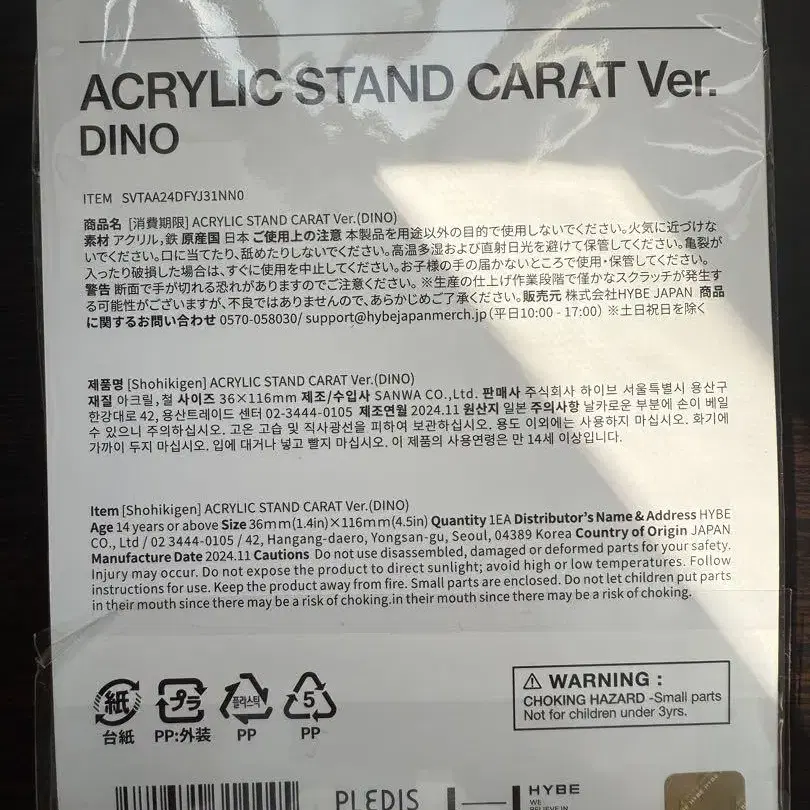 ACRYLIC STAND CARAT Ver.
DINO
ITEM SVTAA24DFYJ31NN0
商品名 [消費期限] ACRYLIC STAND CARAT Ver.(DINO)
素材 アクリル,鉄 原産国 日本 ご使用上の注意 本製品を用途以外の目的で使用しないでください。火気に近づけな
いでください。口に当てたり、舐めたりしないでください。高温多湿および直射日光を避けて保管してください。亀裂が
入ったり破損した場合は、すぐに使用を中止してください。お子様の手の届かないところで使用・保管してください。
警告 断面で手が切れる恐れがありますのでご注意ください。 ※生産の仕上げ作業段階で僅かなスクラッチが発生す
る可能性がございますが、不良ではありませんので、あらかじめご了承ください。販売元 株式会社HYBE JAPAN 商品
に関するお問い合わせ 0570-058030/ support@hybejapanmerch.jp (平日10:00 - 17:00) ※土日祝日を除く
제품명 [Shohikigen] ACRYLIC STAND CARAT Ver.(DINO)
재질 아크릴,철 사이즈 36×116mm 제조/수입사 SANWA CO.,Ltd. 판매사 주식회사 하이브 서울특별시 용산구
한강대로 42, 용산트레이드 센터 02-3444-0105 제조연월 2024.11 원산지 일본 주의사항 날카로운 부분에 손이 베일
수 있으니 주의하십시오. 고온 고습 및 직사광선을 피하여 보관하십시오. 용도 이외에는 사용하지 마십시오. 화기에
가까이 두지 마십시오. 입에 대거나 넣고 빨지 마십시오. 이 제품의 사용연령은 만 14세 이상입니다.
Item [Shohikigen] ACRYLIC STAND CARAT Ver.(DINO)
Age 14 years or above Size 36mm(1.4in)×116mm(4.5in) Quantity 1EA Distributor's Name & Address HYBE
CO., Ltd / 02 3444-0105 / 42, Hangang-daero, Yongsan-gu, Seoul, 04389 Korea Country of Origin JAPAN
Manufacture Date 2024.11 Cautions Do not use disassembled, damaged or deformed parts for your safety.
Injury may occur. Do not expose the product to direct sunlight; avoid high or low temperatures. Follow
instructions for use. Keep the product away from fire. Small parts are enclosed. Do not let children put parts
in their mouth since there may be a risk of choking.in their mouth since there may be a risk of choking.
紙 プラ 플라스틱 5
台紙 PP:外装 PP PP
WARNING :
CHOKING HAZARD -Small parts
Not for children under 3yrs.
PLEDIS
HYBE
WE
BELIEVE IN